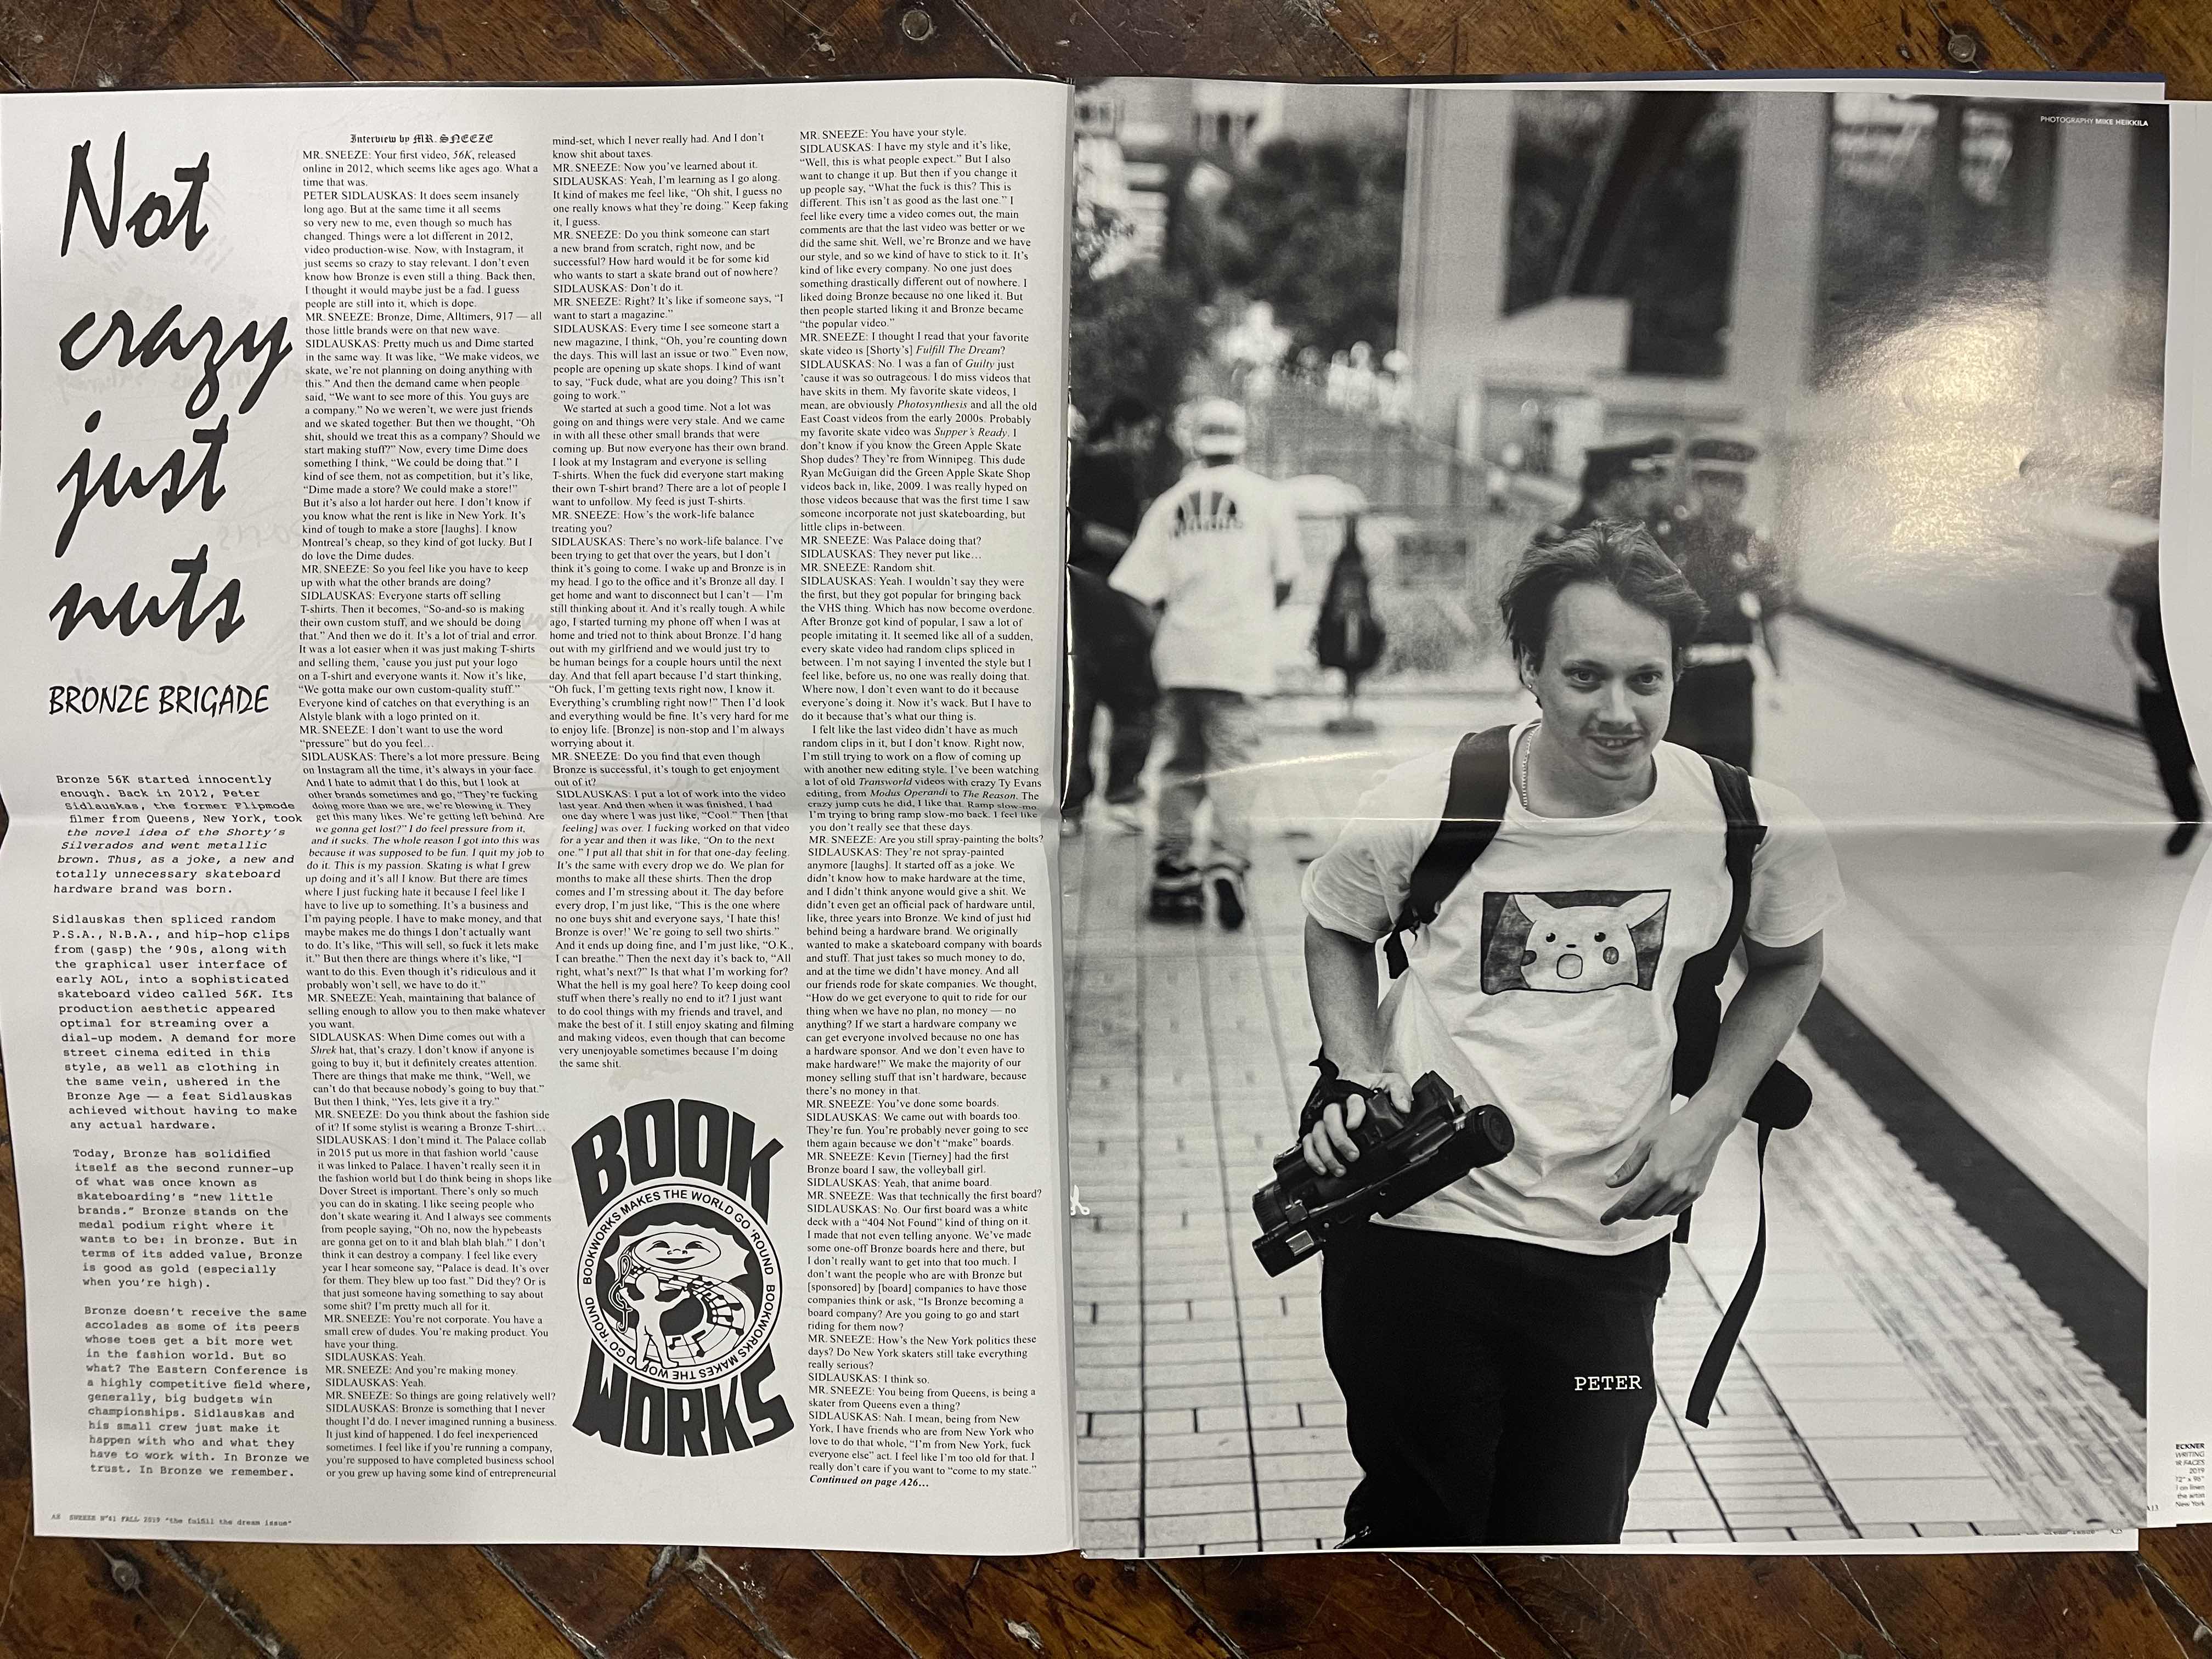 Not
crazy
just
nuts
BRONZE BRIGADE
Bronze 56K started innocently
enough. Back in 2012, Peter
Sidlauskas, the former Flipmode
filmer from Queens, New York, took
the novel idea of the Shorty's
Silverados and went metallic
brown. Thus, as a joke, a new and
totally unnecessary skateboard
hardware brand was born.
Sidlauskas then spliced random
P.S.A., N.B.A., and hip-hop clips
from (gasp) the '90s, along with
the graphical user interface of
early AOL, into a sophisticated
skateboard video called 56K. Its
production aesthetic appeared
optimal for streaming over a
dial-up modem. A demand for more
street cinema edited in this
style, as well as clothing in
the same vein, ushered in the
Bronze Age — a feat Sidlauskas
achieved without having to make
any actual hardware.
Today, Bronze has solidified
itself as the second runner-up
of what was once known as
skateboarding's "new little
brands." Bronze stands on the
medal podium right where it
wants to be: in bronze. But in
terms of its added value, Bronze
is good as gold (especially
when you're high).
Bronze doesn't receive the same
accolades as some of its peers
whose toes get a bit more wet
in the fashion world. But so
what? The Eastern Conference is
a highly competitive field where,
generally, big budgets win
championships. Sidlauskas and
his small crew just make it
happen with who and what they
have to work with. In Bronze we
trust. In Bronze we remember.
Interview by MR. SNEEZE
MR. SNEEZE: Your first video, 56K, released
online in 2012, which seems like ages ago. What a
time that was.
PETER SIDLAUSKAS: It does seem insanely
long ago. But at the same time it all seems
so very new to me, even though so much has
changed. Things were a lot different in 2012,
video production-wise. Now, with Instagram, it
just seems so crazy to stay relevant. I don't even
know how Bronze is even still a thing. Back then,
I thought it would maybe just be a fad. I guess
people are still into it, which is dope.
MR. SNEEZE: Bronze, Dime, Alltimers, 917 — all
those little brands were on that new wave.
SIDLAUSKAS: Pretty much us and Dime started
in the same way. It was like, "We make videos, we
skate, we're not planning on doing anything with
this." And then the demand came when people
said, "We want to see more of this. You guys are
a company." No we weren't, we were just friends
and we skated together. But then we thought, "Oh
shit, should we treat this as a company? Should we
start making stuff?" Now, every time Dime does
something I think, "We could be doing that." I
kind of see them, not as competition, but it's like,
"Dime made a store? We could make a store!"
But it's also a lot harder out here. I don't know if
you know what the rent is like in New York. It's
kind of tough to make a store [laughs]. I know
Montreal's cheap, so they kind of got lucky. But I
do love the Dime dudes.
MR. SNEEZE: So you feel like you have to keep
up with what the other brands are doing?
SIDLAUSKAS: Everyone starts off selling
T-shirts. Then it becomes, "So-and-so is making
their own custom stuff, and we should be doing
that." And then we do it. It's a lot of trial and error.
It was a lot easier when it was just making T-shirts
and selling them, 'cause you just put your logo
on a T-shirt and everyone wants it. Now it's like,
"We gotta make our own custom-quality stuff."
Everyone kind of catches on that everything is an
Alstyle blank with a logo printed on it.
MR. SNEEZE: I don't want to use the word
"pressure" but do you feel…
SIDLAUSKAS: There's a lot more pressure. Being
on Instagram all the time, it's always in your face.
And I hate to admit that I do this, but I look at
other brands sometimes and go, "They're fucking
doing more than we are, we're blowing it. They
get this many likes. We're getting left behind. Are
we gonna get lost?" I do feel pressure from it,
and it sucks. The whole reason I got into this was
because it was supposed to be fun. I quit my job to
do it. This is my passion. Skating is what I grew
up doing and it's all I know. But there are times
where I just fucking hate it because I feel like I
have to live up to something. It's a business and
I'm paying people. I have to make money, and that
maybe makes me do things I don't actually want
to do. It's like, "This will sell, so fuck it lets make
it." But then there are things where it's like, "I
want to do this. Even though it's ridiculous and it
probably won't sell, we have to do it."
MR. SNEEZE: Yeah, maintaining that balance of
selling enough to allow you to then make whatever
you want.
SIDLAUSKAS: When Dime comes out with a
Shrek hat, that's crazy. I don't know if anyone is
going to buy it, but it definitely creates attention.
There are things that make me think, "Well, we
can't do that because nobody's going to buy that."
But then I think, "Yes, lets give it a try."
MR. SNEEZE: Do you think about the fashion side
of it? If some stylist is wearing a Bronze T-shirt…
SIDLAUSKAS: I don't mind it. The Palace collab
in 2015 put us more in that fashion world 'cause
it was linked to Palace. I haven't really seen it in
the fashion world but I do think being in shops like
Dover Street is important. There's only so much
you can do in skating. I like seeing people who
don't skate wearing it. And I always see comments
from people saying, "Oh no, now the hypebeasts
are gonna get on to it and blah blah blah." I don't
think it can destroy a company. I feel like every
year I hear someone say, "Palace is dead. It's over
for them. They blew up too fast." Did they? Or is
that just someone having something to say about
some shit? I'm pretty much all for it.
MR. SNEEZE: You're not corporate. You have a
small crew of dudes. You're making product. You
have your thing.
SIDLAUSKAS: Yeah.
MR. SNEEZE: And you're making money.
SIDLAUSKAS: Yeah.
MR. SNEEZE: So things are going relatively well?
SIDLAUSKAS: Bronze is something that I never
thought I'd do. I never imagined running a business.
It just kind of happened. I do feel inexperienced
sometimes. I feel like if you're running a company,
you're supposed to have completed business school
or you grew up having some kind of entrepreneurial
mind-set, which I never really had. And I don't
know shit about taxes.
MR. SNEEZE: Now you've learned about it.
SIDLAUSKAS: Yeah, I'm learning as I go along.
It kind of makes me feel like, "Oh shit, I guess no
one really knows what they're doing." Keep faking
it, I guess.
MR. SNEEZE: Do you think someone can start
a new brand from scratch, right now, and be
successful? How hard would it be for some kid
who wants to start a skate brand out of nowhere?
SIDLAUSKAS: Don't do it.
MR. SNEEZE: Right? It's like if someone says, "I
want to start a magazine."
SIDLAUSKAS: Every time I see someone start a
new magazine, I think, "Oh, you're counting down
the days. This will last an issue or two." Even now,
people are opening up skate shops. I kind of want
to say, "Fuck dude, what are you doing? This isn't
going to work."
We started at such a good time. Not a lot was
going on and things were very stale. And we came
in with all these other small brands that were
coming up. But now everyone has their own brand.
I look at my Instagram and everyone is selling
T-shirts. When the fuck did everyone start making
their own T-shirt brand? There are a lot of people I
want to unfollow. My feed is just T-shirts.
MR. SNEEZE: How's the work-life balance
treating you?
SIDLAUSKAS: There's no work-life balance. I've
been trying to get that over the years, but I don't
think it's going to come. I wake up and Bronze is in
my head. I go to the office and it's Bronze all day. I
get home and want to disconnect but I can't — I'm
still thinking about it. And it's really tough. A while
ago, I started turning my phone off when I was at
home and tried not to think about Bronze. I'd hang
out with my girlfriend and we would just try to
be human beings for a couple hours until the next
day. And that fell apart because I'd start thinking,
"Oh fuck, I'm getting texts right now, I know it.
Everything's crumbling right now!" Then I'd look
and everything would be fine. It's very hard for me
to enjoy life. [Bronze] is non-stop and I'm always
worrying about it.
MR. SNEEZE: Do you find that even though
Bronze is successful, it's tough to get enjoyment
out of it?
SIDLAUSKAS: I put a lot of work into the video
last year. And then when it was finished, I had
one day where I was just like, "Cool." Then [that
feeling] was over. I fucking worked on that video
for a year and then it was like, "On to the next
one." I put all that shit in for that one-day feeling.
It's the same with every drop we do. We plan for
months to make all these shirts. Then the drop
comes and I'm stressing about it. The day before
every drop, I'm just like, "This is the one where
no one buys shit and everyone says, 'I hate this!
Bronze is over!' We're going to sell two shirts."
And it ends up doing fine, and I'm just like, "O.K.,
I can breathe." Then the next day it's back to, "All
right, what's next?" Is that what I'm working for?
What the hell is my goal here? To keep doing cool
stuff when there's really no end to it? I just want
to do cool things with my friends and travel, and
make the best of it. I still enjoy skating and filming
and making videos, even though that can become
very unenjoyable sometimes because I'm doing
the same shit.
BOOK
BOOKWORKS MAKES THE WORLD GO 'ROUND
BOOKWORKS MAKES THE WORLD GO 'ROUND
WORKS
MR. SNEEZE: You have your style.
SIDLAUSKAS: I have my style and it's like,
"Well, this is what people expect." But I also
want to change it up. But then if you change it
up people say, "What the fuck is this? This is
different. This isn't as good as the last one." I
feel like every time a video comes out, the main
comments are that the last video was better or we
did the same shit. Well, we're Bronze and we have
our style, and so we kind of have to stick to it. It's
kind of like every company. No one just does
something drastically different out of nowhere. I
liked doing Bronze because no one liked it. But
then people started liking it and Bronze became
"the popular video."
MR. SNEEZE: I thought I read that your favorite
skate video is [Shorty's] Fulfill The Dream?
SIDLAUSKAS: No. I was a fan of Guilty just
'cause it was so outrageous. I do miss videos that
have skits in them. My favorite skate videos, I
mean, are obviously Photosynthesis and all the old
East Coast videos from the early 2000s. Probably
my favorite skate video was Supper's Ready. I
don't know if you know the Green Apple Skate
Shop dudes? They're from Winnipeg. This dude
Ryan McGuigan did the Green Apple Skate Shop
videos back in, like, 2009. I was really hyped on
those videos because that was the first time I saw
someone incorporate not just skateboarding, but
little clips in-between.
MR. SNEEZE: Was Palace doing that?
SIDLAUSKAS: They never put like…
MR. SNEEZE: Random shit.
SIDLAUSKAS: Yeah. I wouldn't say they were
the first, but they got popular for bringing back
the VHS thing. Which has now become overdone.
After Bronze got kind of popular, I saw a lot of
people imitating it. It seemed like all of a sudden,
every skate video had random clips spliced in
between. I'm not saying I invented the style but I
feel like, before us, no one was really doing that.
Where now, I don't even want to do it because
everyone's doing it. Now it's wack. But I have to
do it because that's what our thing is.
I felt like the last video didn't have as much
random clips in it, but I don't know. Right now,
I'm still trying to work on a flow of coming up
with another new editing style. I've been watching
a lot of old Transworld videos with crazy Ty Evans
editing, from Modus Operandi to The Reason. The
crazy jump cuts he did, I like that. Ramp slow-mo.
I'm trying to bring ramp slow-mo back. I feel like
you don't really see that these days.
MR. SNEEZE: Are you still spray-painting the bolts?
SIDLAUSKAS: They're not spray-painted
anymore [laughs]. It started off as a joke. We
didn't know how to make hardware at the time,
and I didn't think anyone would give a shit. We
didn't even get an official pack of hardware until,
like, three years into Bronze. We kind of just hid
behind being a hardware brand. We originally
wanted to make a skateboard company with boards
and stuff. That just takes so much money to do,
and at the time we didn't have money. And all
our friends rode for skate companies. We thought,
"How do we get everyone to quit to ride for our
thing when we have no plan, no money — no
anything? If we start a hardware company we
can get everyone involved because no one has
a hardware sponsor. And we don't even have to
make hardware!" We make the majority of our
money selling stuff that isn't hardware, because
there's no money in that.
MR. SNEEZE: You've done some boards.
SIDLAUSKAS: We came out with boards too.
They're fun. You're probably never going to see
them again because we don't "make" boards.
MR. SNEEZE: Kevin [Tierney] had the first
Bronze board I saw, the volleyball girl.
SIDLAUSKAS: Yeah, that anime board.
MR. SNEEZE: Was that technically the first board?
SIDLAUSKAS: No. Our first board was a white
deck with a "404 Not Found" kind of thing on it.
I made that not even telling anyone. We've made
some one-off Bronze boards here and there, but
I don't really want to get into that too much. I
don't want the people who are with Bronze but
[sponsored] by [board] companies to have those
companies think or ask, "Is Bronze becoming a
board company? Are you going to go and start
riding for them now?
MR. SNEEZE: How's the New York politics these
days? Do New York skaters still take everything
really serious?
SIDLAUSKAS: I think so.
MR. SNEEZE: You being from Queens, is being a
skater from Queens even a thing?
SIDLAUSKAS: Nah. I mean, being from New
York, I have friends who are from New York who
love to do that whole, "I'm from New York, fuck
everyone else" act. I feel like I'm too old for that. I
really don't care if you want to "come to my state."
Continued on page A26…
A8 SNEEZE Nº41 FALL 2019 "the fulfill the dream issue"
PHOTOGRAPHY MIKE HEIKKILA
PETER
ECKNER
WRITING
R FACES
2019
72" x 96"
l on linen
the artist
New York
A13